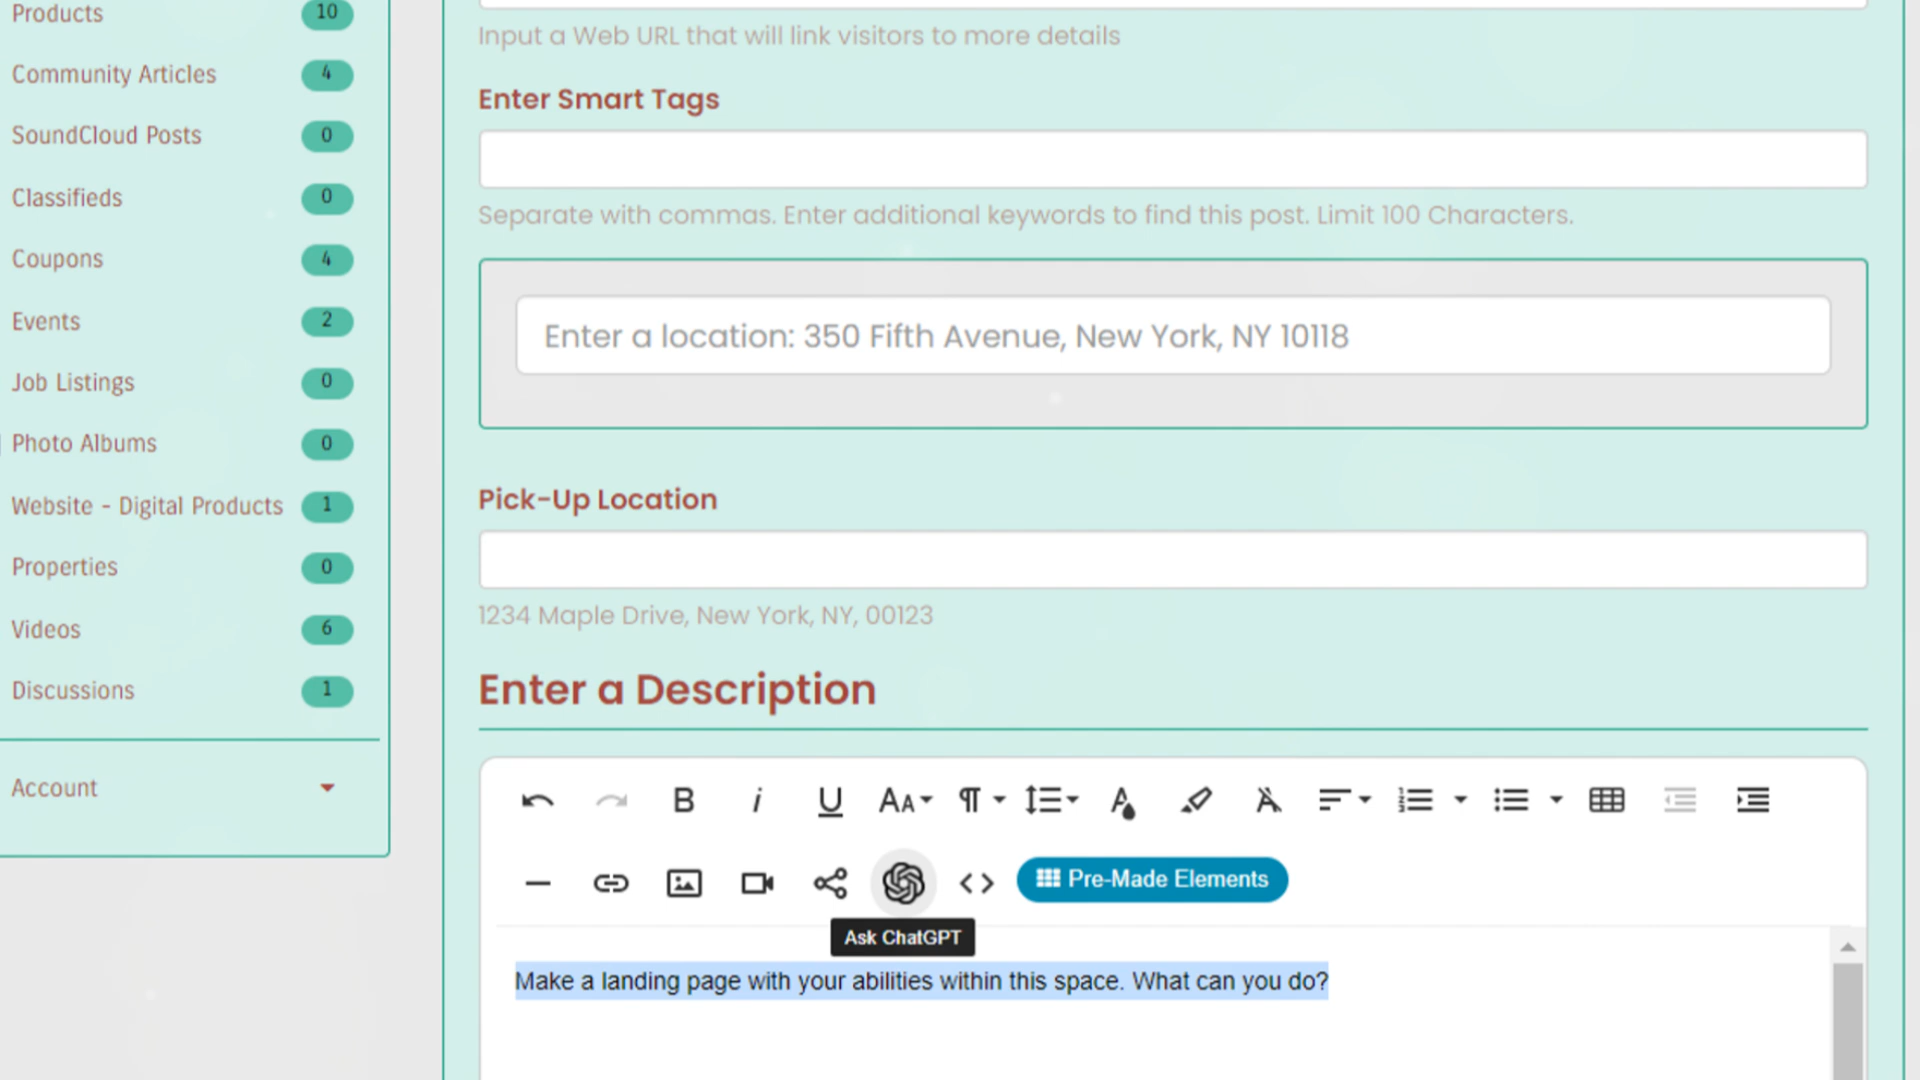 Products 10
Community Articles 4
SoundCloud Posts 0
Classifieds 0
Coupons 4
Events 2
Job Listings 0
Photo Albums 0
Website - Digital Products 1
Properties 0
Videos 6
Discussions 1
Account
Input a Web URL that will link visitors to more details
Enter Smart Tags
Separate with commas. Enter additional keywords to find this post. Limit 100 Characters.
Enter a location: 350 Fifth Avenue, New York, NY 10118
Pick-Up Location
1234 Maple Drive, New York, NY, 00123
Enter a Description
Pre-Made Elements
Ask ChatGPT
Make a landing page with your abilities within this space. What can you do?